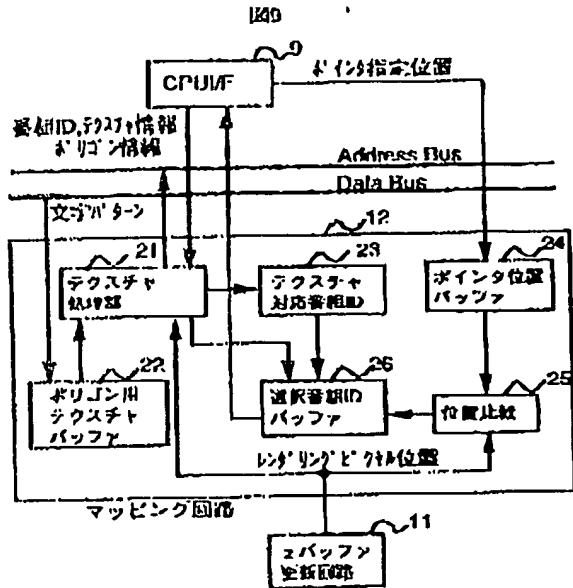 図9
9
CPUI/F
ポインタ指定位置
番組ID,テクスチャ情報
ポリゴン情報
Address Bus
Data Bus
文字パターン
12
21
23
24
テクスチャ
処理部
テクスチャ
対応番組ID
ポインタ位置
バッファ
22
26
25
ポリゴン用
テクスチャ
バッファ
選択番組ID
バッファ
位置比較
レンダリングピクセル位置
マッピング回路
11
zバッファ
更新回路